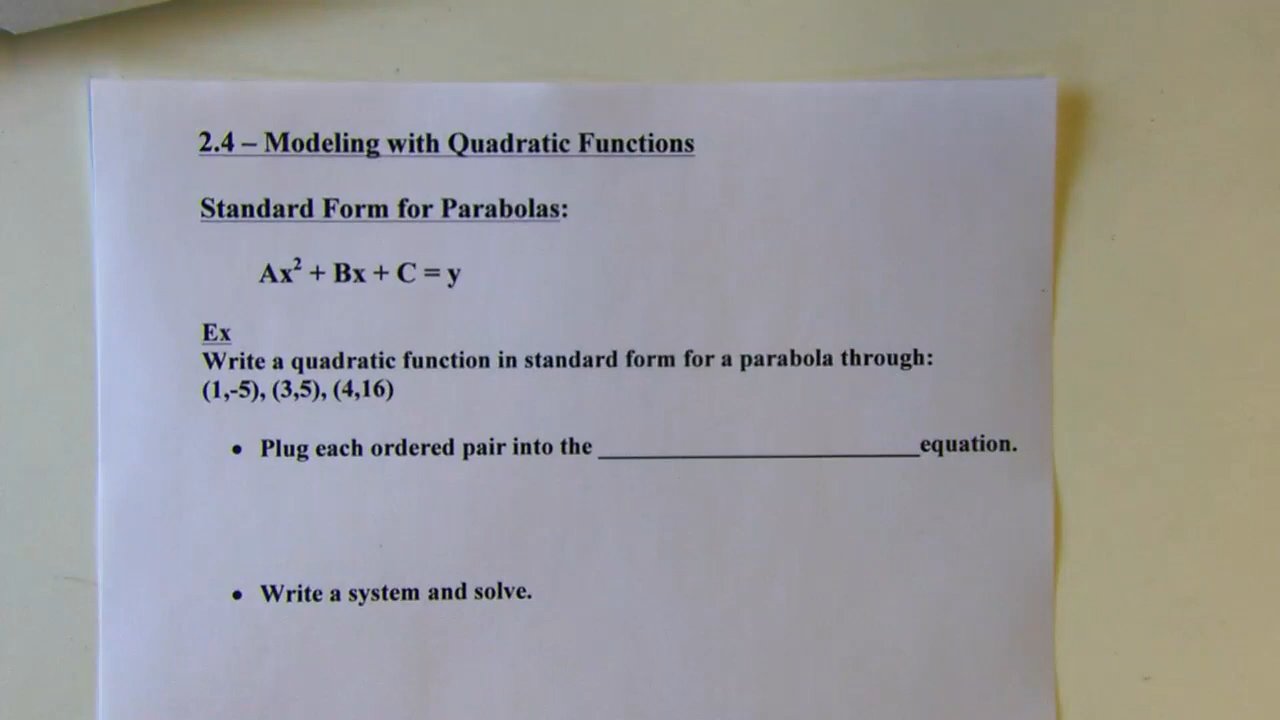 2.4 – Modeling with Quadratic Functions
Standard Form for Parabolas:
Ax² + Bx + C = y
Ex
Write a quadratic function in standard form for a parabola through:
(1,-5), (3,5), (4,16)
• Plug each ordered pair into the ____________________equation.
• Write a system and solve.